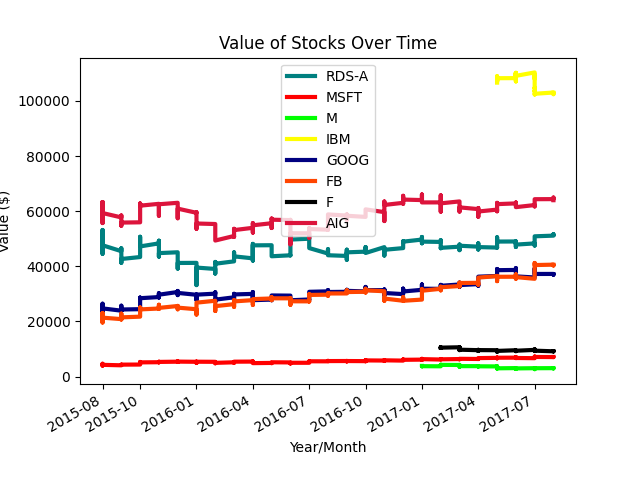 Value of Stocks Over Time
Value ($)
100000
80000
60000
40000
20000
0
RDS-A
MSFT
M
IBM
GOOG
FB
F
AIG
2015-08
2015-10
2016-01
2016-04
2016-07
2016-10
2017-01
2017-04
2017-07
Year/Month